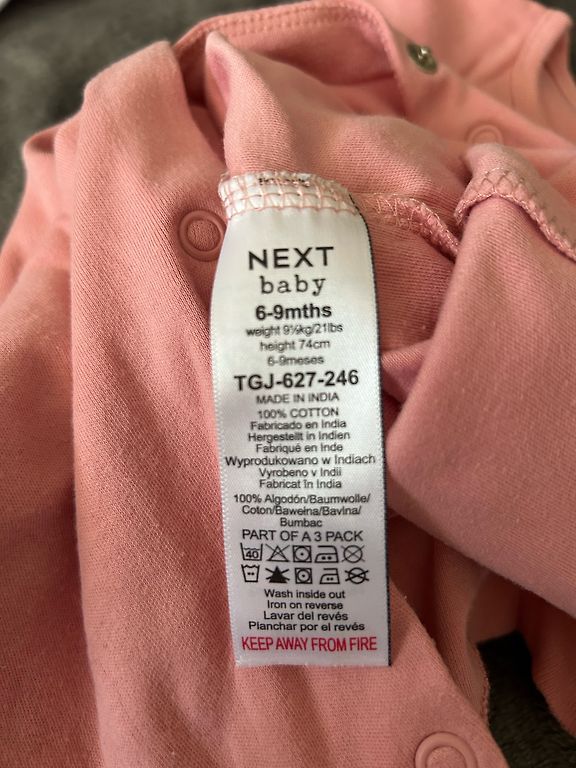 NEXT
baby
6-9mths
weight 9½kg/21lbs
height 74cm
6-9meses
TGJ-627-246
MADE IN INDIA
100% COTTON
Fabricado en India
Hergestellt in Indien
Fabriqué en Inde
Wyprodukowano w Indiach
Vyrobeno v Indii
Fabricat în India
100% Algodón/Baumwolle/
Coton/Bawełna/Bavlna/
Bumbac
PART OF A 3 PACK
40
Wash inside out
Iron on reverse
Lavar del revés
Planchar por el revés
KEEP AWAY FROM FIRE